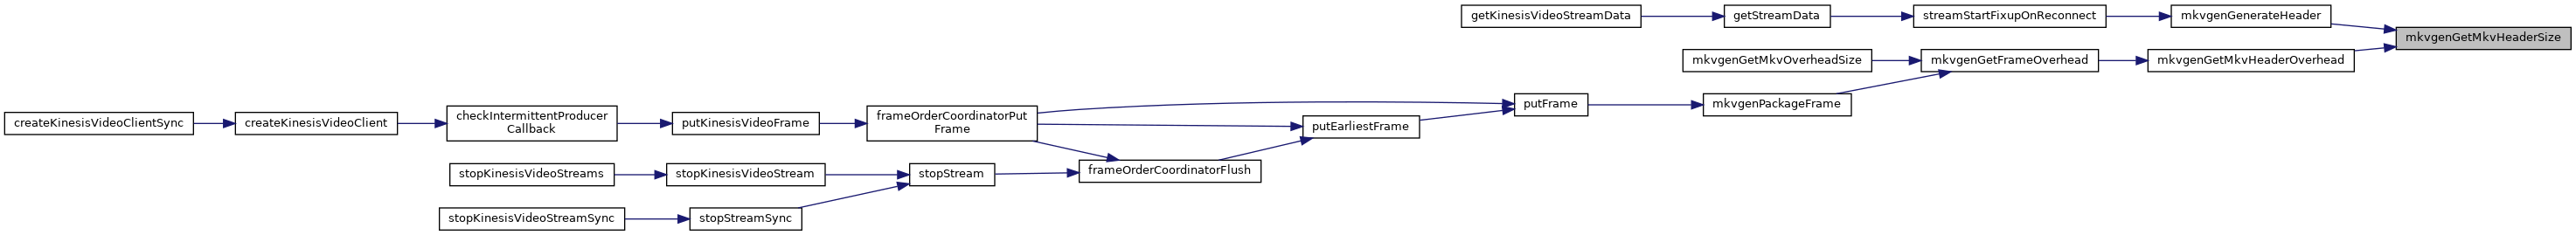 getKinesisVideoStreamData
getStreamData
streamStartFixupOnReconnect
mkvgenGenerateHeader
mkvgenGetMkvHeaderSize
mkvgenGetMkvOverheadSize
mkvgenGetFrameOverhead
mkvgenGetMkvHeaderOverhead
createKinesisVideoClientSync
createKinesisVideoClient
checkIntermittentProducer
Callback
putKinesisVideoFrame
frameOrderCoordinatorPut
Frame
putEarliestFrame
putFrame
mkvgenPackageFrame
stopKinesisVideoStreams
stopKinesisVideoStream
stopStream
frameOrderCoordinatorFlush
stopKinesisVideoStreamSync
stopStreamSync